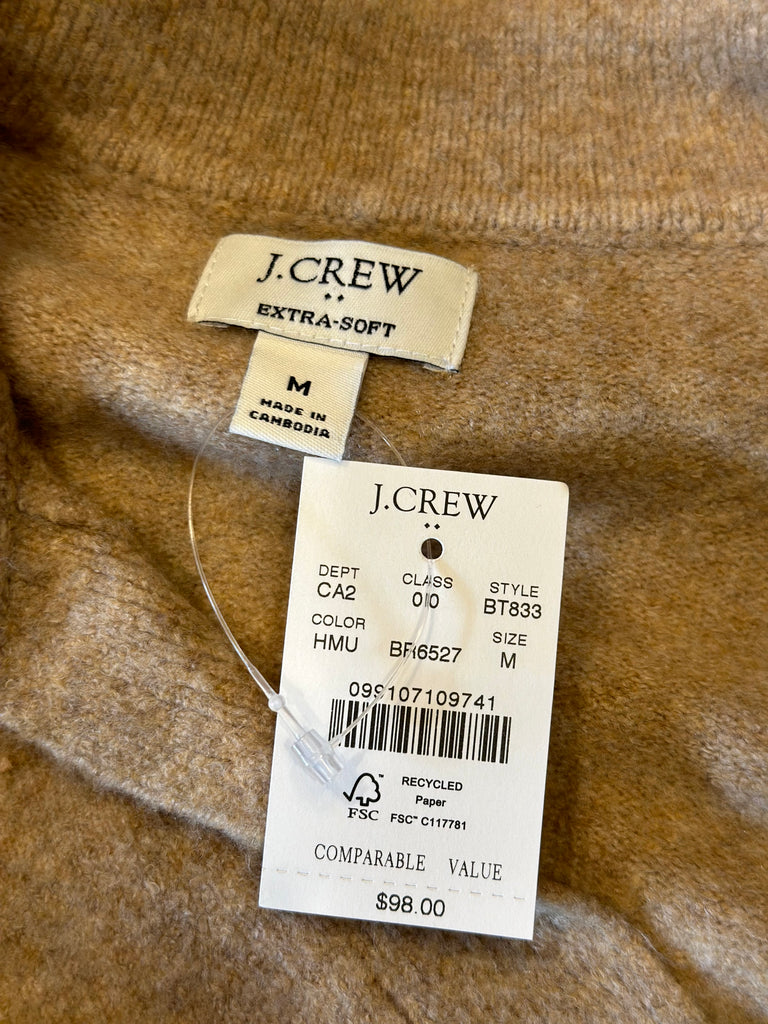 J.CREW
EXTRA-SOFT
M
MADE IN
CAMBODIA
J.CREW
DEPT CLASS STYLE
CA2 010 BT833
COLOR SIZE
HMU BR6527 M
099107109741
FSC
RECYCLED
Paper
FSC™ C117781
COMPARABLE VALUE
$98.00